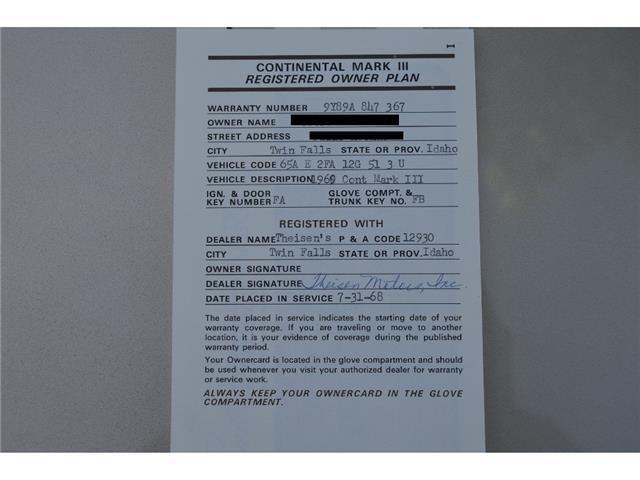 1
CONTINENTAL MARK III
REGISTERED OWNER PLAN
WARRANTY NUMBER 9Y89A 847 367
OWNER NAME
STREET ADDRESS
CITY Twin Falls STATE OR PROV. Idaho
VEHICLE CODE 65A E 2FA 12G 51 3 U
VEHICLE DESCRIPTION 1969 Cont Mark III
IGN. & DOOR KEY NUMBER FA GLOVE COMPT. & TRUNK KEY NO. FB
REGISTERED WITH
DEALER NAME Theisen's P & A CODE 12930
CITY Twin Falls STATE OR PROV. Idaho
OWNER SIGNATURE
DEALER SIGNATURE Theisen Motors, Inc.
DATE PLACED IN SERVICE 7-31-68
The date placed in service indicates the starting date of your
warranty coverage. If you are traveling or move to another
location, it is your evidence of coverage during the published
warranty period.
Your Ownercard is located in the glove compartment and should
be used whenever you visit your authorized dealer for warranty
or service work.
ALWAYS KEEP YOUR OWNERCARD IN THE GLOVE
COMPARTMENT.